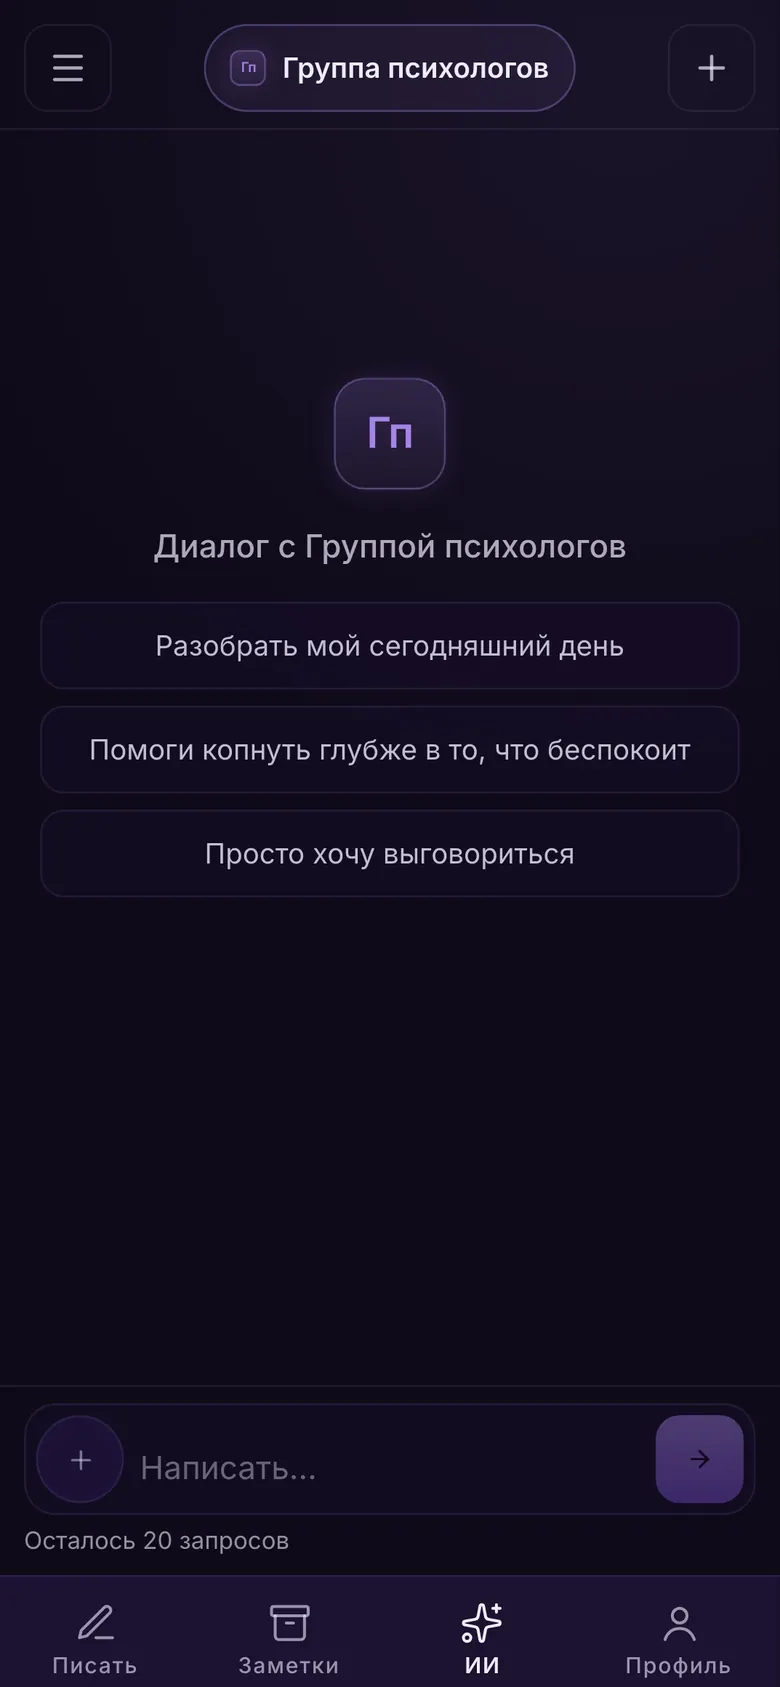 Гп Группа психологов
Гп
Диалог с Группой психологов
Разобрать мой сегодняшний день
Помоги копнуть глубже в то, что беспокоит
Просто хочу выговориться
Написать...
Осталось 20 запросов
Писать Заметки ИИ Профиль